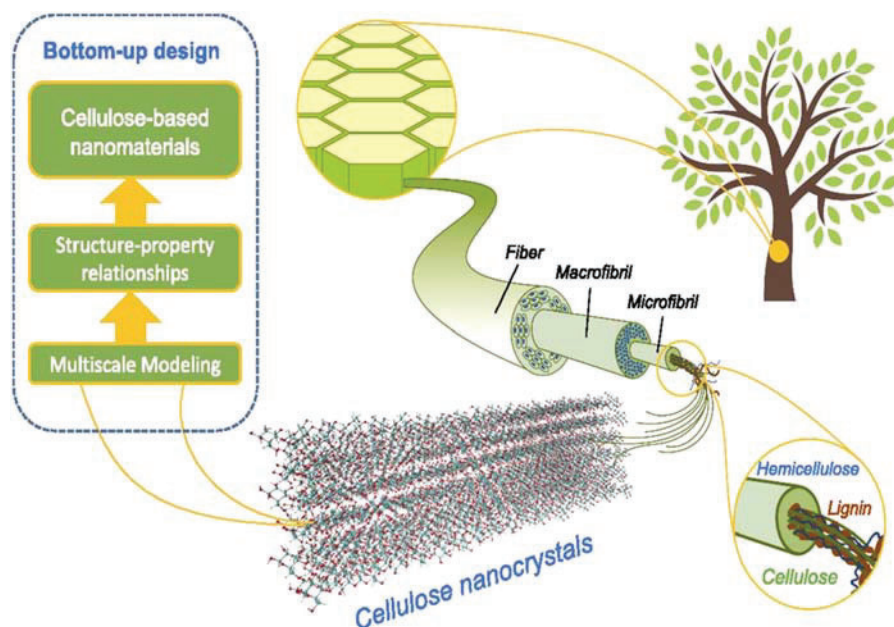 Bottom-up design
Cellulose-based
nanomaterials
Structure-property
relationships
Multiscale Modeling
Fiber
Macrofibril
Microfibril
Cellulose nanocrystals
Hemicellulose
Lignin
Cellulose